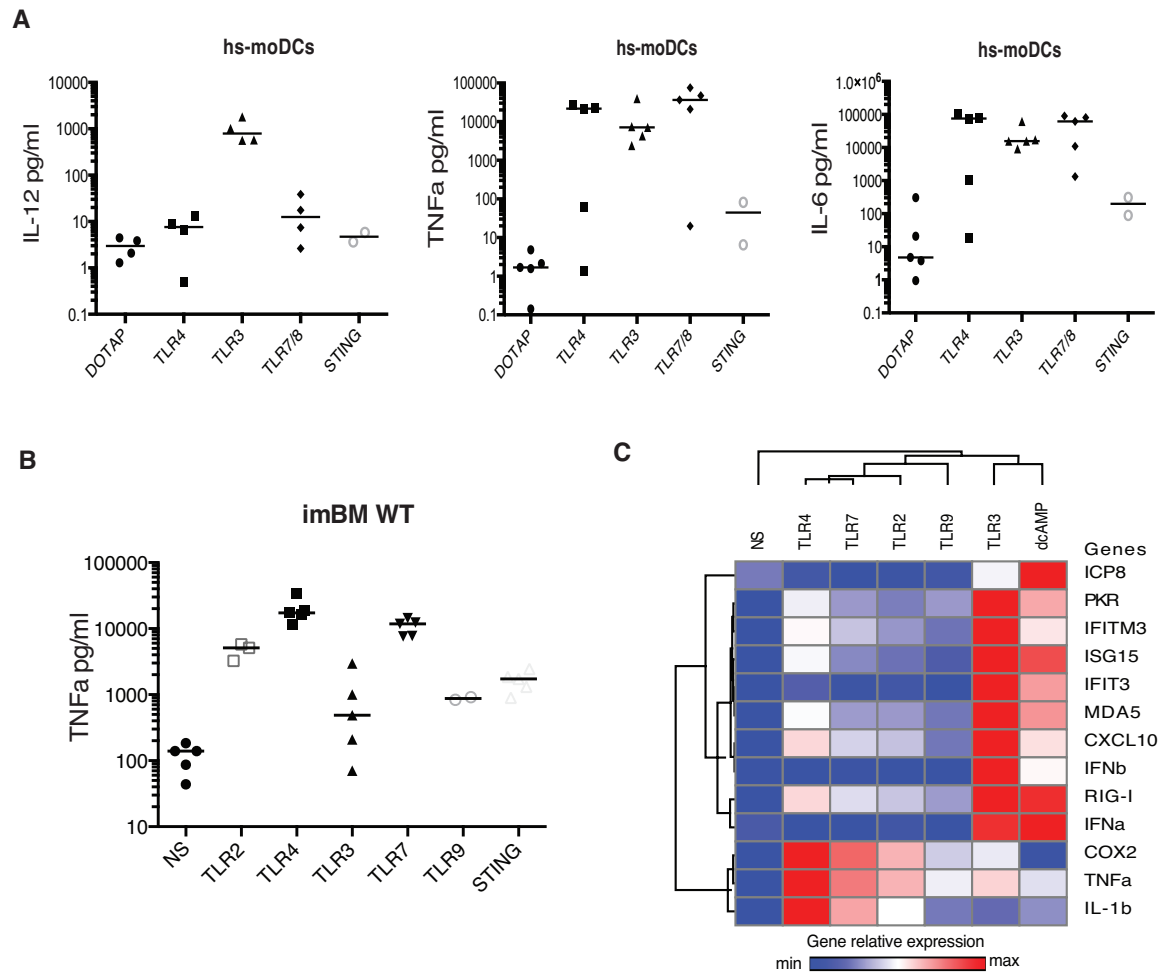 A
hs-moDCs
IL-12 pg/ml
10000
1000
100
10
1
0.1
DOTAP
TLR4
TLR3
TLR7/8
STING
hs-moDCs
TNFa pg/ml
100000
10000
1000
100
10
1
0.1
DOTAP
TLR4
TLR3
TLR7/8
STING
hs-moDCs
IL-6 pg/ml
1.0×10⁶
100000
10000
1000
100
10
1
0.1
DOTAP
TLR4
TLR3
TLR7/8
STING
B
imBM WT
TNFa pg/ml
100000
10000
1000
100
10
NS
TLR2
TLR4
TLR3
TLR7
TLR9
STING
C
NS
TLR4
TLR7
TLR2
TLR9
TLR3
dcAMP
Genes
ICP8
PKR
IFITM3
ISG15
IFIT3
MDA5
CXCL10
IFNb
RIG-I
IFNa
COX2
TNFa
IL-1b
Gene relative expression
min max